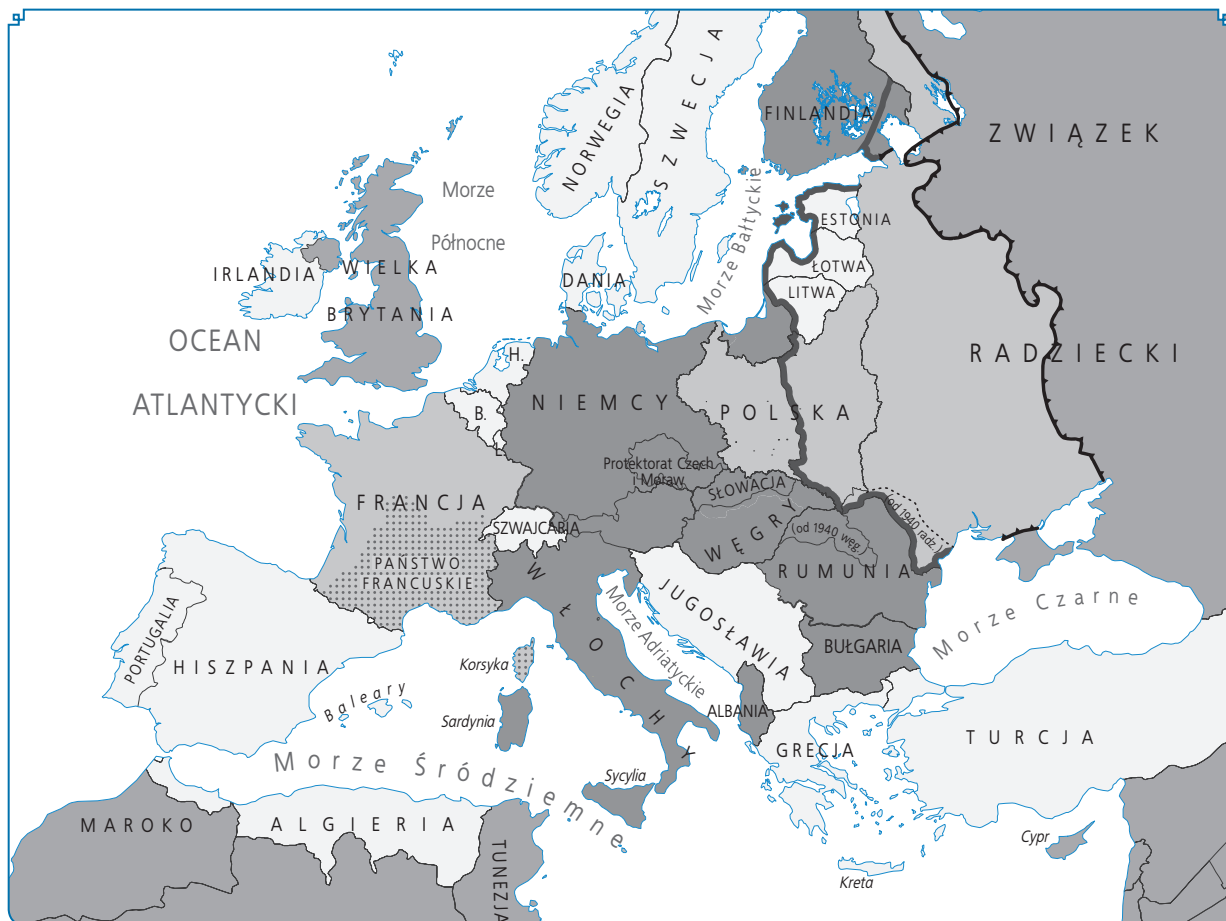 NORWEGIA
SZWECJA
FINLANDIA
ZWIĄZEK
RADZIECKI
Morze
Północne
Morze Bałtyckie
ESTONIA
ŁOTWA
LITWA
IRLANDIA
WIELKA
BRYTANIA
DANIA
OCEAN
ATLANTYCKI
H.
B.
L.
NIEMCY
POLSKA
Protektorat Czech
i Moraw
SŁOWACJA
FRANCJA
SZWAJCARIA
WĘGRY
(od 1940 węg.)
(od 1940 radz.)
RUMUNIA
PAŃSTWO
FRANCUSKIE
WŁOCHY
JUGOSŁAWIA
Morze Adriatyckie
Morze Czarne
BUŁGARIA
PORTUGALIA
HISZPANIA
Korsyka
Baleary
Sardynia
ALBANIA
GRECJA
TURCJA
Morze Śródziemne
Sycylia
MAROKO
ALGIERIA
TUNEZJA
Kreta
Cypr